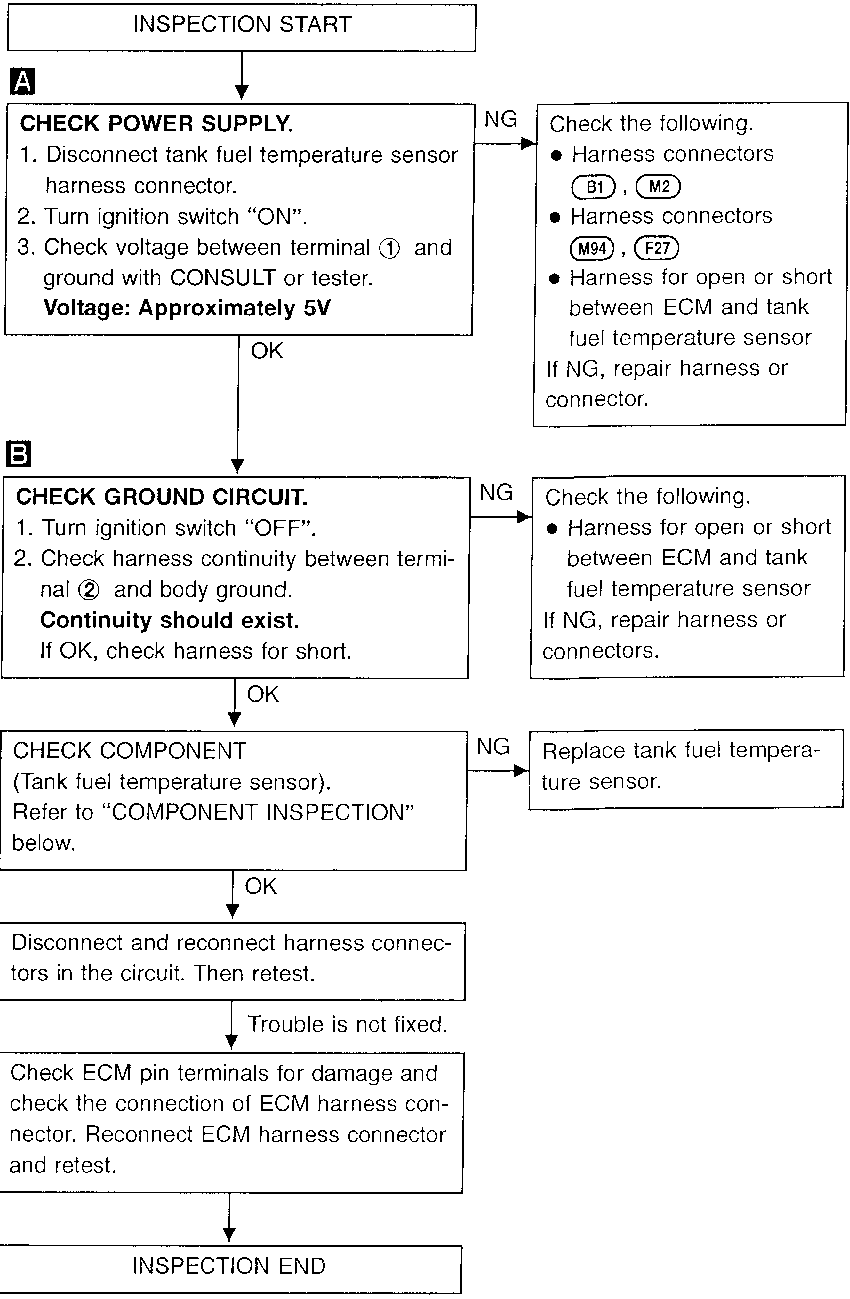 INSPECTION START
A
CHECK POWER SUPPLY.
1. Disconnect tank fuel temperature sensor
harness connector.
2. Turn ignition switch “ON”.
3. Check voltage between terminal ① and
ground with CONSULT or tester.
Voltage: Approximately 5V
NG
Check the following.
● Harness connectors
B1 , M2
● Harness connectors
M94 , F27
● Harness for open or short
between ECM and tank
fuel temperature sensor
If NG, repair harness or
connector.
OK
B
CHECK GROUND CIRCUIT.
1. Turn ignition switch “OFF”.
2. Check harness continuity between termi-
nal ② and body ground.
Continuity should exist.
If OK, check harness for short.
NG
Check the following.
● Harness for open or short
between ECM and tank
fuel temperature sensor
If NG, repair harness or
connectors.
OK
CHECK COMPONENT
(Tank fuel temperature sensor).
Refer to “COMPONENT INSPECTION”
below.
NG
Replace tank fuel tempera-
ture sensor.
OK
Disconnect and reconnect harness connec-
tors in the circuit. Then retest.
Trouble is not fixed.
Check ECM pin terminals for damage and
check the connection of ECM harness con-
nector. Reconnect ECM harness connector
and retest.
INSPECTION END